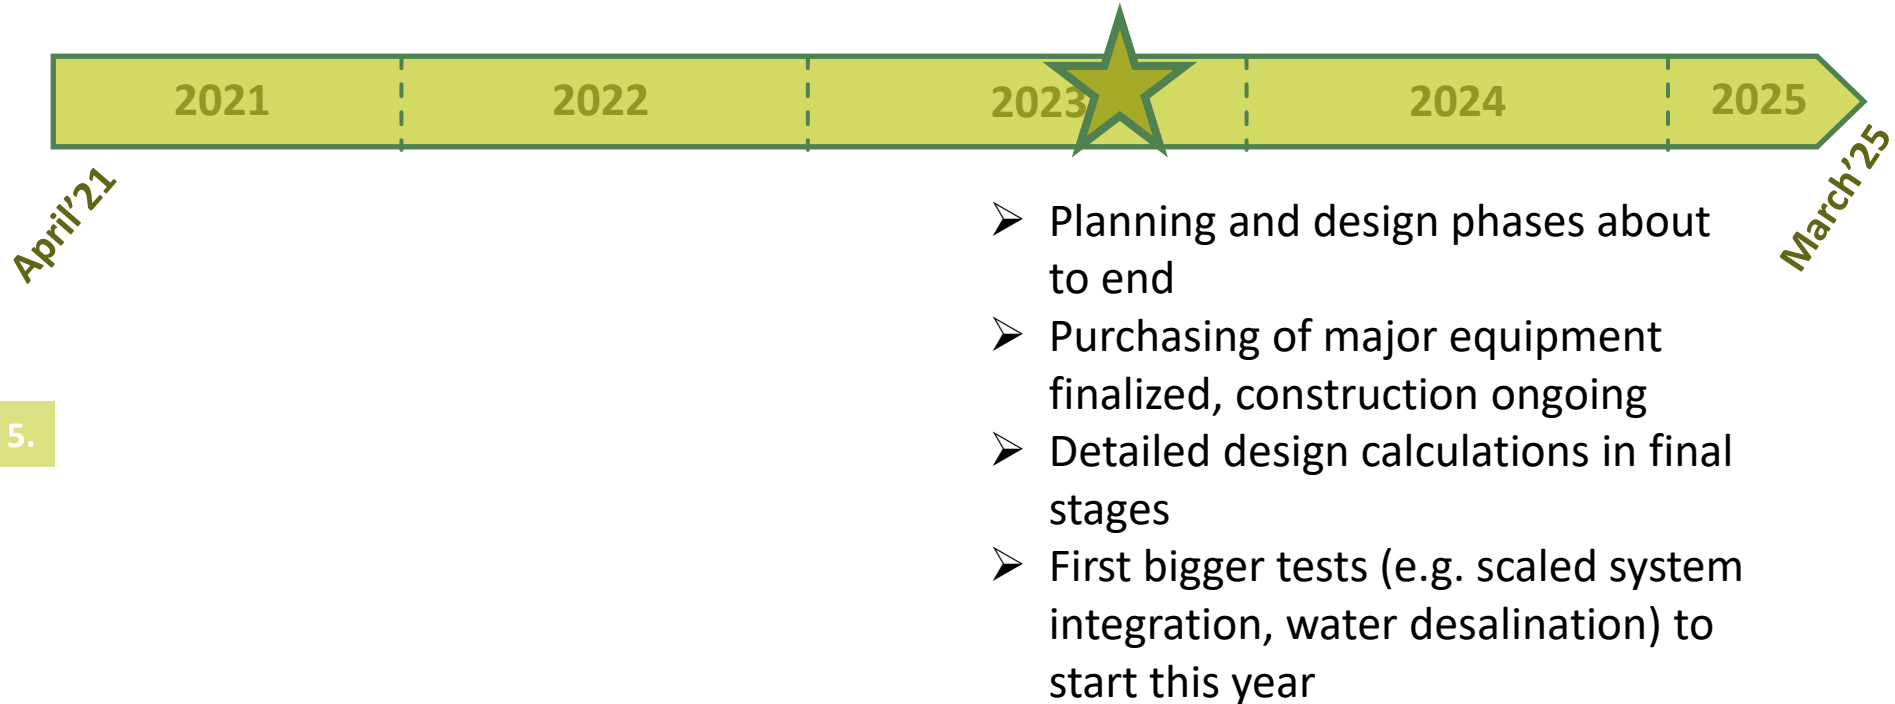 2021
2022
2023
2024
2025
April'21
March'25
➢ Planning and design phases about
to end
➢ Purchasing of major equipment
finalized, construction ongoing
➢ Detailed design calculations in final
stages
➢ First bigger tests (e.g. scaled system
integration, water desalination) to
start this year
5.